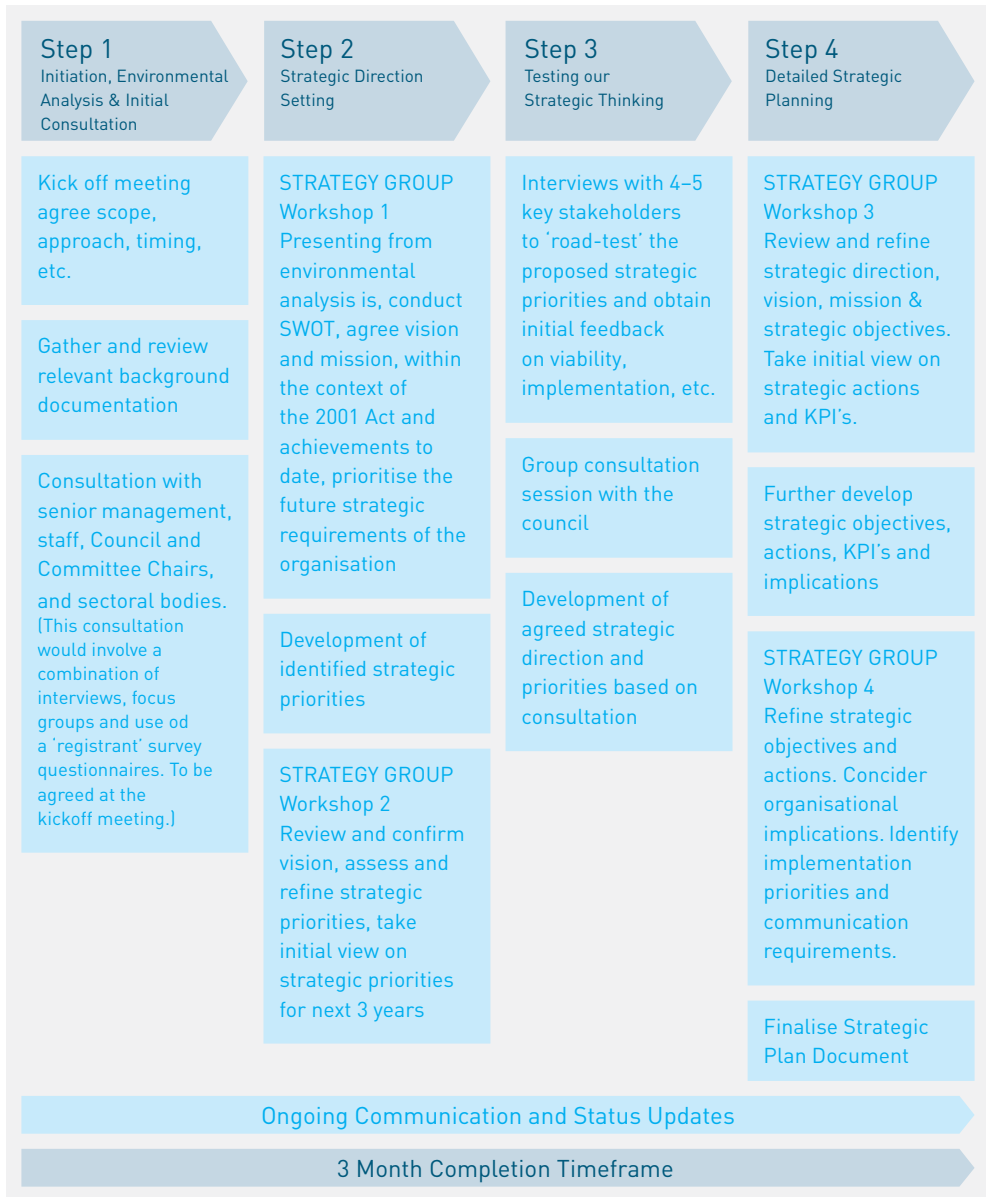 Step 1
Initiation, Environmental
Analysis & Initial
Consultation
Kick off meeting
agree scope,
approach, timing,
etc.
Gather and review
relevant background
documentation
Consultation with
senior management,
staff, Council and
Committee Chairs,
and sectoral bodies.
(This consultation
would involve a
combination of
interviews, focus
groups and use od
a ‘registrant’ survey
questionnaires. To be
agreed at the
kickoff meeting.)
Step 2
Strategic Direction
Setting
STRATEGY GROUP
Workshop 1
Presenting from
environmental
analysis is, conduct
SWOT, agree vision
and mission, within
the context of
the 2001 Act and
achievements to
date, prioritise the
future strategic
requirements of the
organisation
Development of
identified strategic
priorities
STRATEGY GROUP
Workshop 2
Review and confirm
vision, assess and
refine strategic
priorities, take
initial view on
strategic priorities
for next 3 years
Step 3
Testing our
Strategic Thinking
Interviews with 4–5
key stakeholders
to ‘road-test’ the
proposed strategic
priorities and obtain
initial feedback
on viability,
implementation, etc.
Group consultation
session with the
council
Development of
agreed strategic
direction and
priorities based on
consultation
Step 4
Detailed Strategic
Planning
STRATEGY GROUP
Workshop 3
Review and refine
strategic direction,
vision, mission &
strategic objectives.
Take initial view on
strategic actions
and KPI’s.
Further develop
strategic objectives,
actions, KPI’s and
implications
STRATEGY GROUP
Workshop 4
Refine strategic
objectives and
actions. Concider
organisational
implications. Identify
implementation
priorities and
communication
requirements.
Finalise Strategic
Plan Document
Ongoing Communication and Status Updates
3 Month Completion Timeframe